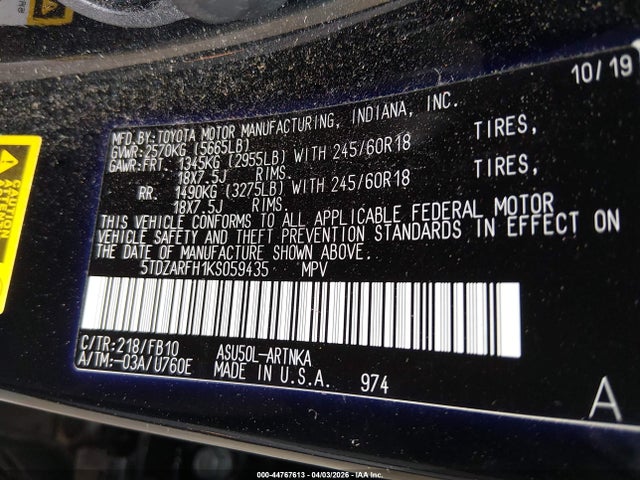 10/19
MFD.BY:TOYOTA MOTOR MANUFACTURING, INDIANA, INC.
GVWR:2570KG (5665LB)
GAWR:FRT. 1345KG (2955LB) WITH 245/60R18 TIRES,
18X7.5J RIMS.
RR. 1490KG (3275LB) WITH 245/60R18 TIRES,
18X7.5J RIMS.
THIS VEHICLE CONFORMS TO ALL APPLICABLE FEDERAL MOTOR
VEHICLE SAFETY AND THEFT PREVENTION STANDARDS IN EFFECT ON
THE DATE OF MANUFACTURE SHOWN ABOVE.
5TDZARFH1KS059435 MPV
C/TR:218/FB10 ASU50L-ARTNKA
A/TM:-03A/U760E MADE IN U.S.A. 974
A
000-44767613 - 04/03/2026 - IAA Inc.